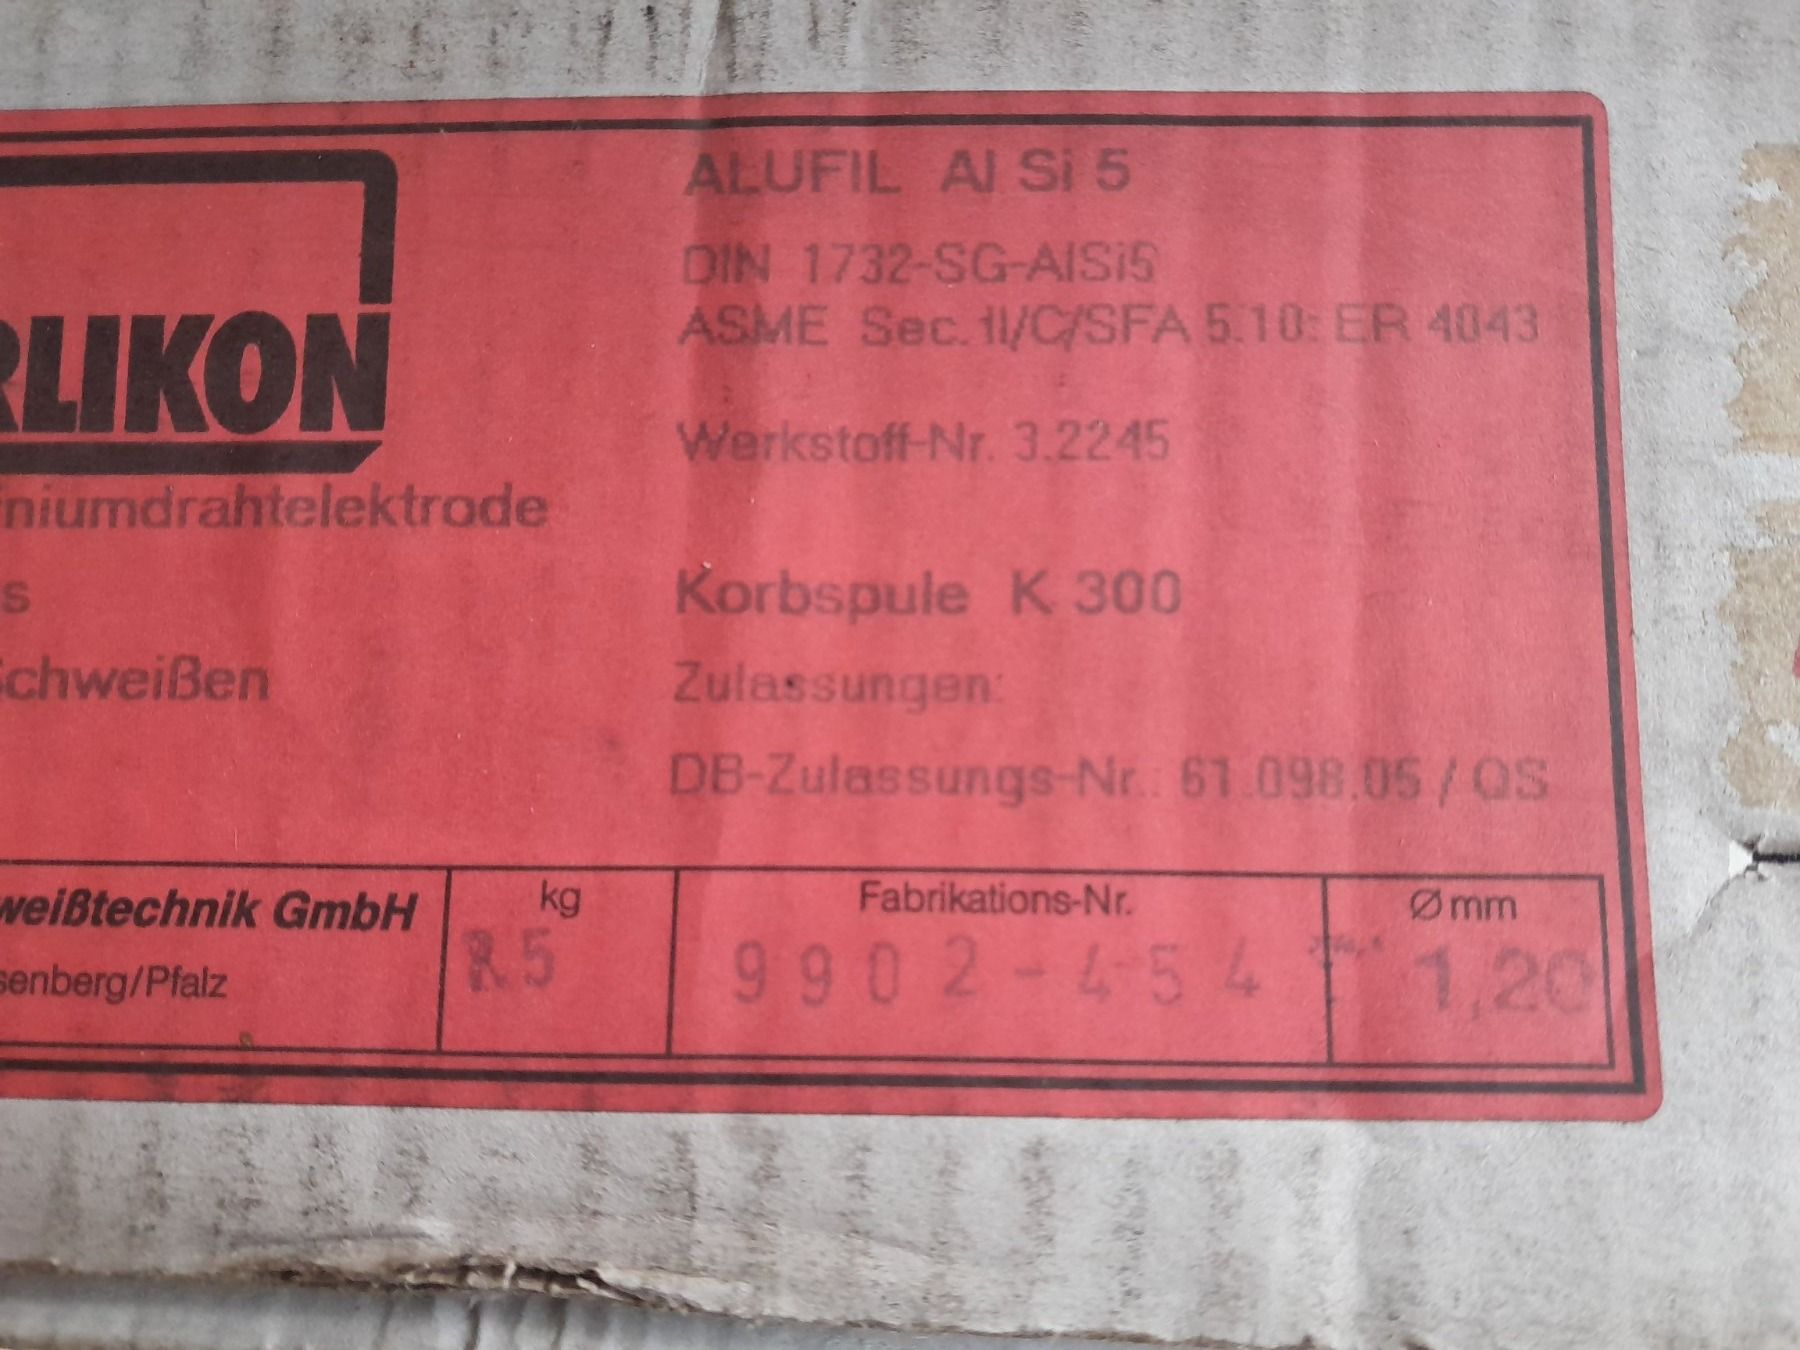 ALUFIL Al Si 5
DIN 1732-SG-AlSi5
ASME Sec. II/C/SFA 5.10: ER 4043
RLIKON
Werkstoff-Nr. 3.2245
niumdrahtelektrode
s
Korbspule K 300
Schweißen
Zulassungen:
DB-Zulassungs-Nr.: 61.098.05 / QS
weißtechnik GmbH
senberg/Pfalz
kg
Fabrikations-Nr.
9902-454
Ø mm
1,20